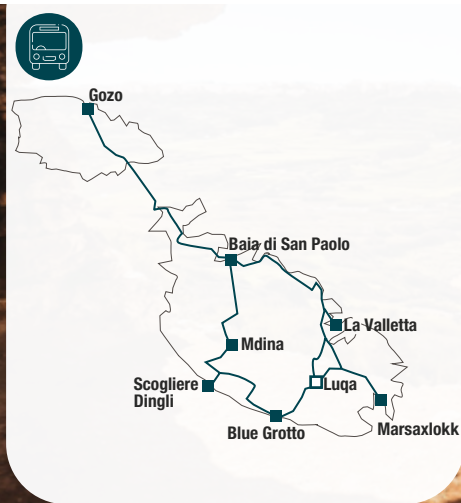 Gozo
Baia di San Paolo
La Valletta
Mdina
Scogliere
Dingli
Luqa
Blue Grotto
Marsaxlokk